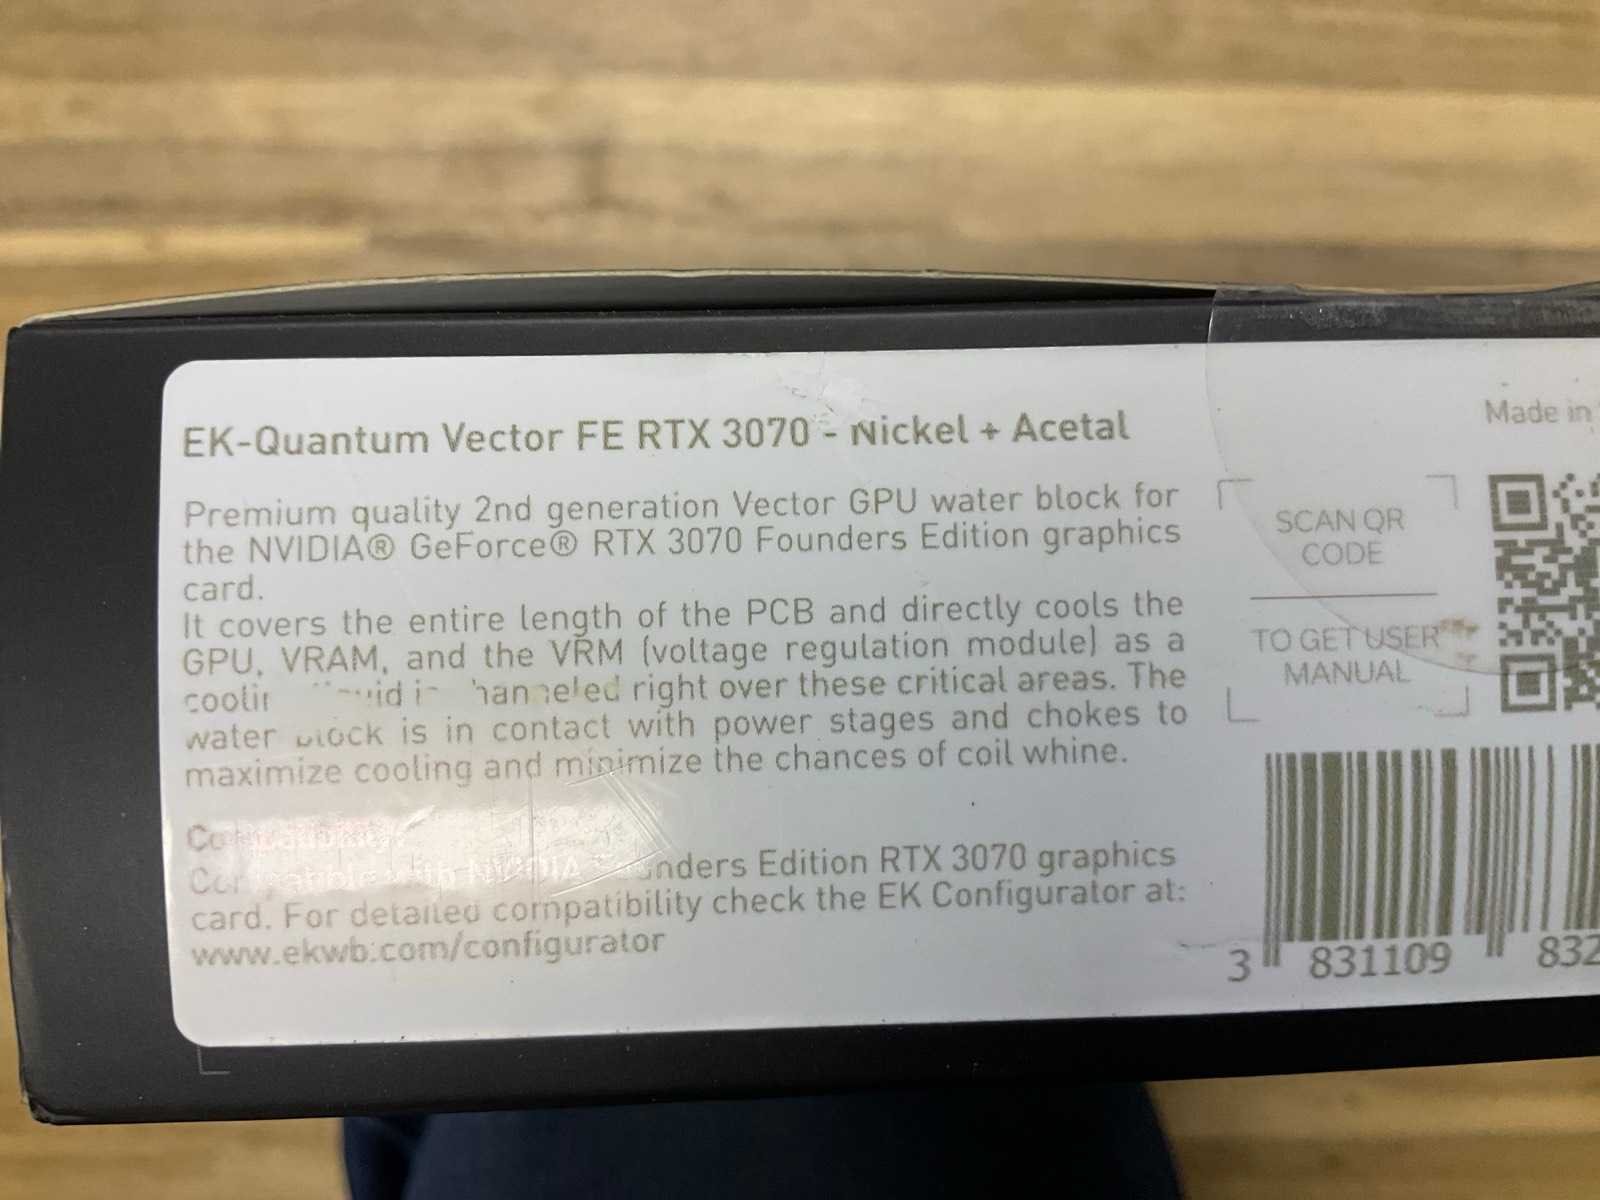 EK-Quantum Vector FE RTX 3070 - Nickel + Acetal
Premium quality 2nd generation Vector GPU water block for
the NVIDIA® GeForce® RTX 3070 Founders Edition graphics
card.
It covers the entire length of the PCB and directly cools the
GPU, VRAM, and the VRM (voltage regulation module) as a
right over these critical areas. The
water block is in contact with power stages and chokes to
maximize cooling and minimize the chances of coil whine.
with NVIDIA Founders Edition RTX 3070 graphics
card. For detailed compatibility check the EK Configurator at:
www.ekwb.com/configurator
Made in
SCAN QR
CODE
TO GET USER
MANUAL
3 831109 832